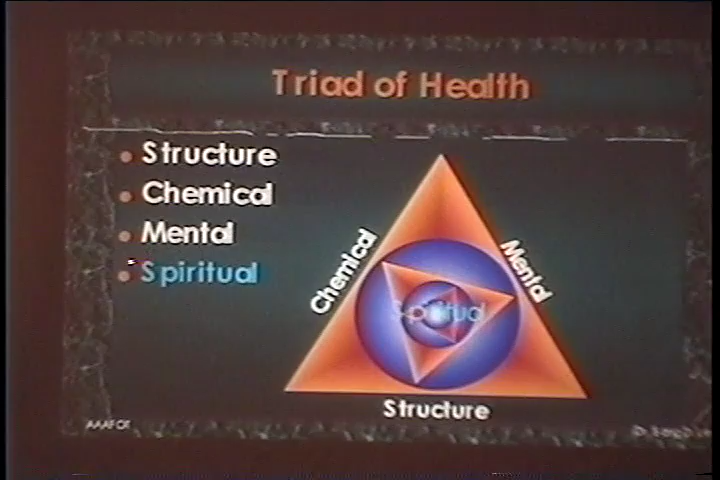 Triad of Health
Structure
Chemical
Mental
Spiritual
Chemical
Mental
Spiritual
Structure